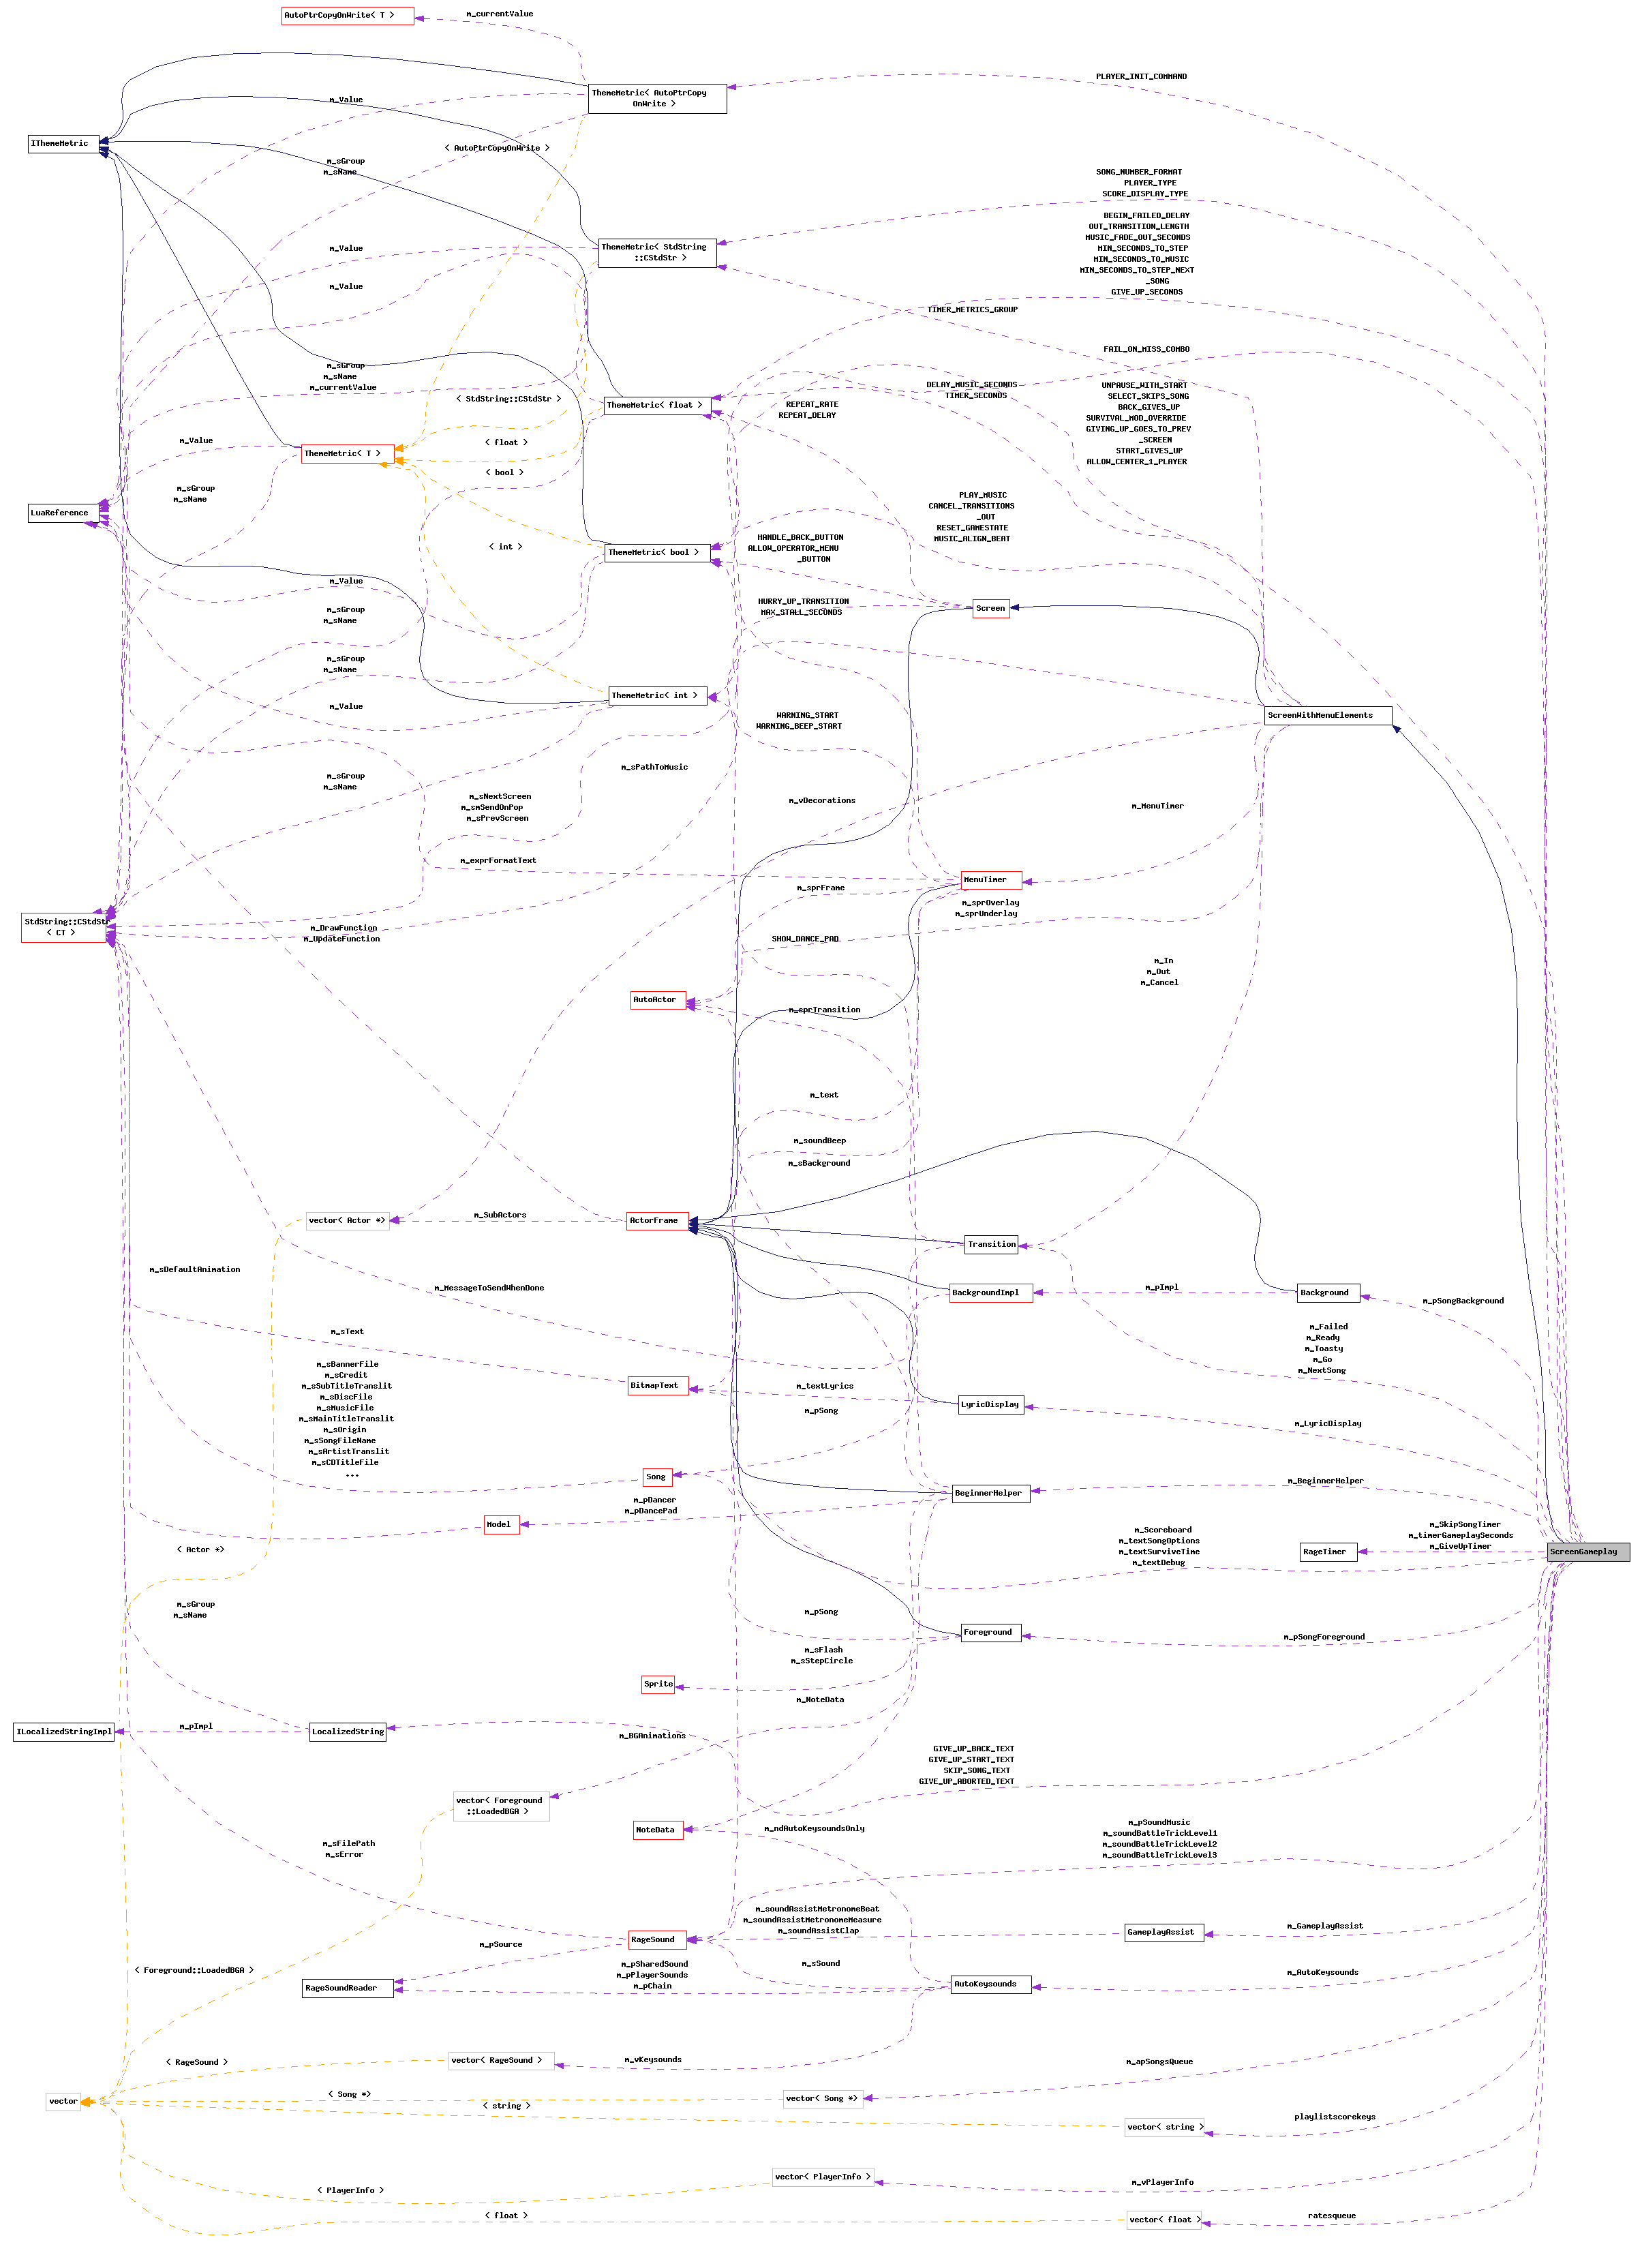 AutoPtrCopyOnWrite< T >
m_currentValue
PLAYER_INIT_COMMAND
ThemeMetric< AutoPtrCopy
OnWrite >
m_Value
IThemeMetric
< AutoPtrCopyOnWrite >
m_sGroup
m_sName
SONG_NUMBER_FORMAT
PLAYER_TYPE
SCORE_DISPLAY_TYPE
BEGIN_FAILED_DELAY
OUT_TRANSITION_LENGTH
MUSIC_FADE_OUT_SECONDS
MIN_SECONDS_TO_STEP
MIN_SECONDS_TO_MUSIC
MIN_SECONDS_TO_STEP_NEXT
_SONG
GIVE_UP_SECONDS
ThemeMetric< StdString
::CStdStr >
m_Value
m_Value
TIMER_METRICS_GROUP
FAIL_ON_MISS_COMBO
m_sGroup
m_sName
m_currentValue
< StdString::CStdStr >
ThemeMetric< float >
REPEAT_RATE
REPEAT_DELAY
DELAY_MUSIC_SECONDS
TIMER_SECONDS
UNPAUSE_WITH_START
SELECT_SKIPS_SONG
BACK_GIVES_UP
SURVIVAL_MOD_OVERRIDE
GIVING_UP_GOES_TO_PREV
_SCREEN
START_GIVES_UP
ALLOW_CENTER_1_PLAYER
m_Value
ThemeMetric< T >
< float >
< bool >
m_sGroup
m_sName
LuaReference
PLAY_MUSIC
CANCEL_TRANSITIONS
_OUT
RESET_GAMESTATE
MUSIC_ALIGN_BEAT
< int >
ThemeMetric< bool >
HANDLE_BACK_BUTTON
ALLOW_OPERATOR_MENU
_BUTTON
m_Value
m_sGroup
m_sName
HURRY_UP_TRANSITION
MAX_STALL_SECONDS
Screen
m_sGroup
m_sName
ThemeMetric< int >
m_Value
WARNING_START
WARNING_BEEP_START
ScreenWithMenuElements
m_sGroup
m_sName
m_sPathToMusic
m_sNextScreen
m_smSendOnPop
m_sPrevScreen
m_vDecorations
m_MenuTimer
m_exprFormatText
m_sprFrame
MenuTimer
m_sprOverlay
m_sprUnderlay
StdString::CStdStr
< CT >
m_DrawFunction
m_UpdateFunction
SHOW_DANCE_PAD
m_In
m_Out
m_Cancel
AutoActor
m_sprTransition
m_text
m_soundBeep
m_sBackground
vector< Actor *>
m_SubActors
ActorFrame
Transition
m_sDefaultAnimation
m_MessageToSendWhenDone
BackgroundImpl
m_pImpl
Background
m_pSongBackground
m_sText
m_Failed
m_Ready
m_Toasty
m_Go
m_NextSong
m_sBannerFile
m_sCredit
m_sSubTitleTranslit
m_sDiscFile
m_sMusicFile
m_sMainTitleTranslit
m_sOrigin
m_sSongFileName
m_sArtistTranslit
m_sCDTitleFile
...
BitmapText
m_textLyrics
m_pSong
LyricDisplay
m_LyricDisplay
Song
BeginnerHelper
m_BeginnerHelper
m_pDancer
m_pDancePad
Model
m_Scoreboard
m_textSongOptions
m_textSurviveTime
m_textDebug
RageTimer
m_SkipSongTimer
m_timerGameplaySeconds
m_GiveUpTimer
ScreenGameplay
< Actor *>
m_sGroup
m_sName
m_pSong
Foreground
m_pSongForeground
m_sFlash
m_sStepCircle
Sprite
m_NoteData
ILocalizedStringImpl
m_pImpl
LocalizedString
m_BGAnimations
GIVE_UP_BACK_TEXT
GIVE_UP_START_TEXT
SKIP_SONG_TEXT
GIVE_UP_ABORTED_TEXT
vector< Foreground
::LoadedBGA >
NoteData
m_ndAutoKeysoundsOnly
m_pSoundMusic
m_soundBattleTrickLevel1
m_soundBattleTrickLevel2
m_soundBattleTrickLevel3
m_sFilePath
m_sError
m_soundAssistMetronomeBeat
m_soundAssistMetronomeMeasure
m_soundAssistClap
RageSound
GameplayAssist
m_GameplayAssist
m_pSource
< Foreground::LoadedBGA >
m_pSharedSound
m_pPlayerSounds
m_pChain
m_sSound
RageSoundReader
AutoKeysounds
m_AutoKeysounds
< RageSound >
vector< RageSound >
m_vKeysounds
m_apSongsQueue
vector
< Song *>
vector< Song *>
< string >
vector< string >
playlistscorekeys
< PlayerInfo >
vector< PlayerInfo >
m_vPlayerInfo
< float >
vector< float >
ratesqueue